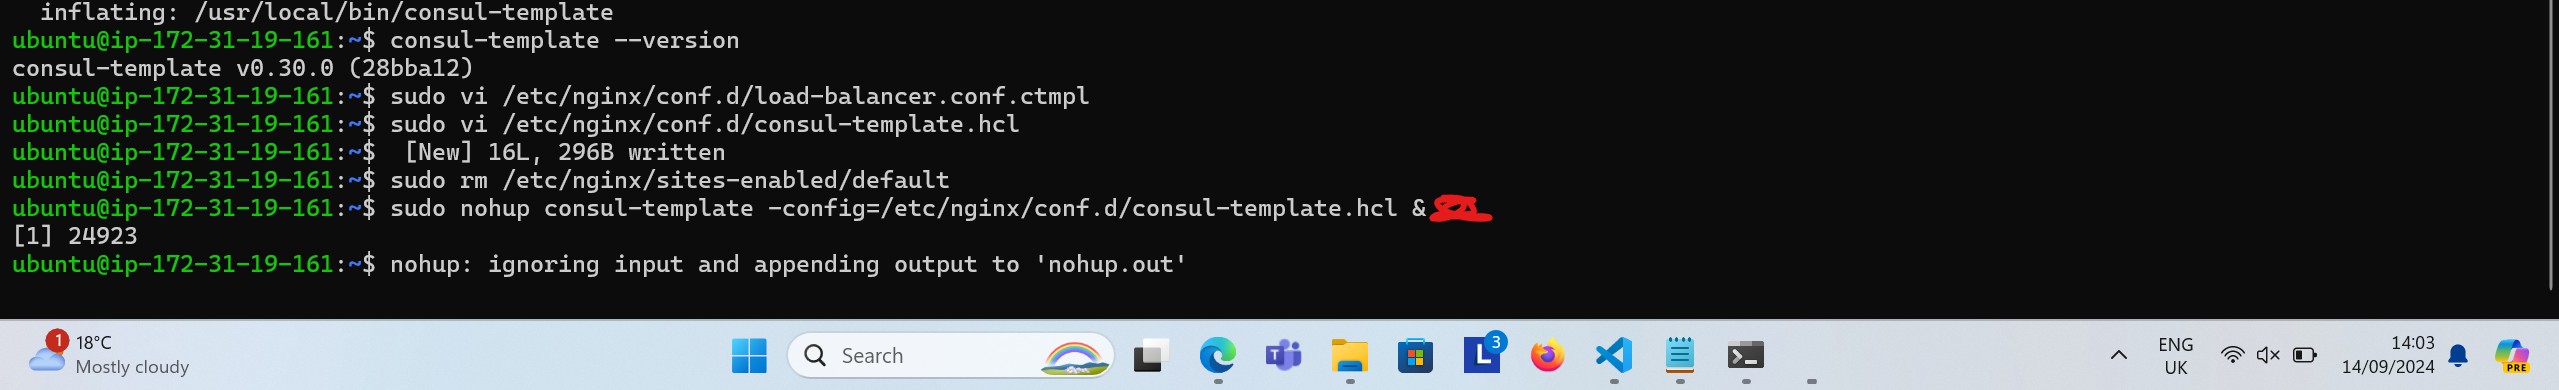 inflating: /usr/local/bin/consul-template
ubuntu@ip-172-31-19-161:~$ consul-template --version
consul-template v0.30.0 (28bba12)
ubuntu@ip-172-31-19-161:~$ sudo vi /etc/nginx/conf.d/load-balancer.conf.ctmpl
ubuntu@ip-172-31-19-161:~$ sudo vi /etc/nginx/conf.d/consul-template.hcl
ubuntu@ip-172-31-19-161:~$  [New] 16L, 296B written
ubuntu@ip-172-31-19-161:~$ sudo rm /etc/nginx/sites-enabled/default
ubuntu@ip-172-31-19-161:~$ sudo nohup consul-template -config=/etc/nginx/conf.d/consul-template.hcl &
[1] 24923
ubuntu@ip-172-31-19-161:~$ nohup: ignoring input and appending output to 'nohup.out'
1
18°C
Mostly cloudy
Search
T
L
3
ENG
UK
14:03
14/09/2024
PRE